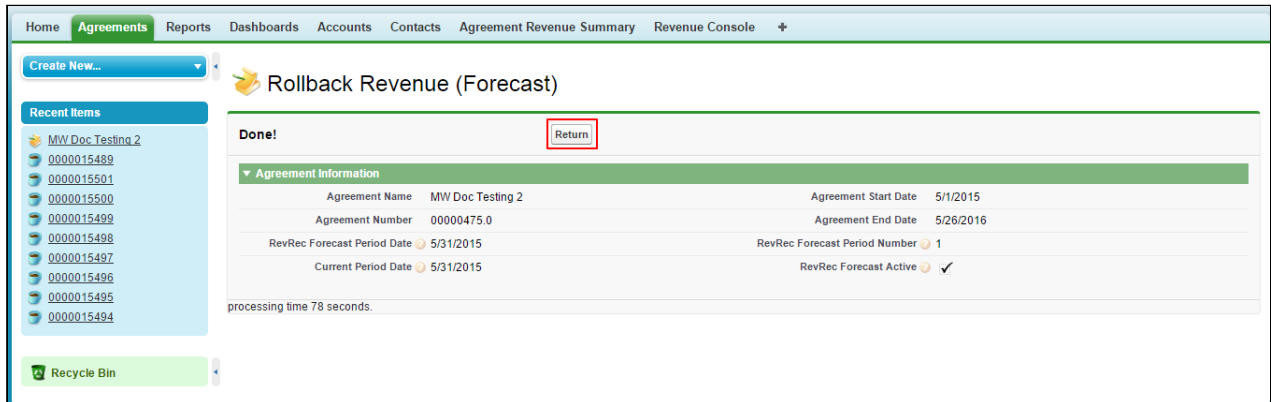 Home Agreements Reports Dashboards Accounts Contacts Agreement Revenue Summary Revenue Console +
Create New...
Recent Items
MW Doc Testing 2
0000015489
0000015501
0000015500
0000015499
0000015498
0000015497
0000015496
0000015495
0000015494
Recycle Bin
Rollback Revenue (Forecast)
Done! Return
Agreement Information
Agreement Name MW Doc Testing 2 Agreement Start Date 5/1/2015
Agreement Number 00000475.0 Agreement End Date 5/26/2016
RevRec Forecast Period Date 5/31/2015 RevRec Forecast Period Number 1
Current Period Date 5/31/2015 RevRec Forecast Active ✓
processing time 78 seconds.